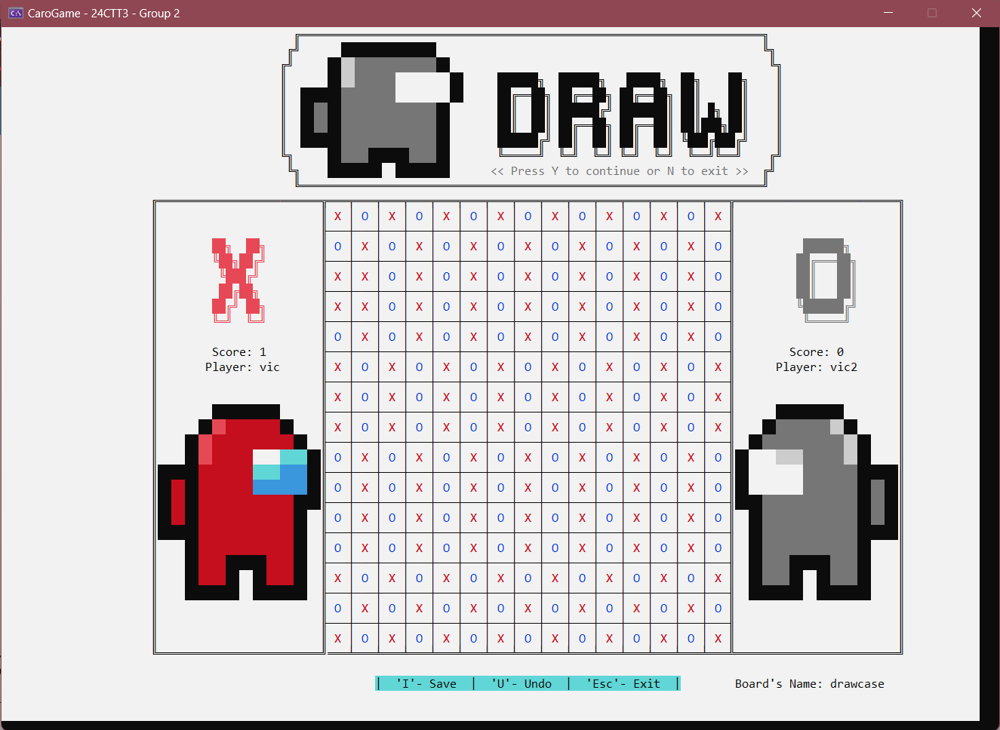 CaroGame - 24CTT3 - Group 2
DRAW
<< Press Y to continue or N to exit >>
X
O
Score: 1
Player: vic
Score: 0
Player: vic2
X O X O X O X O X O X O X O X
O X O X O X O X O X O X O X O
X X O X O X O X O X O X O X O
X X O X O X O X O X O X O X O
O X O X O X O X O X O X O X O
X O X O X O X O X O X O X O X
X O X O X O X O X O X O X O X
X O X O X O X O X O X O X O X
O X O X O X O X O X O X O X O
O X O X O X O X O X O X O X O
O X O X O X O X O X O X O X O
O X O X O X O X O X O X O X O
X O X O X O X O X O X O X O X
O X O X O X O X O X O X O X O
X O X O X O X O X O X O X O X
| 'I'- Save | 'U'- Undo | 'Esc'- Exit |
Board's Name: drawcase